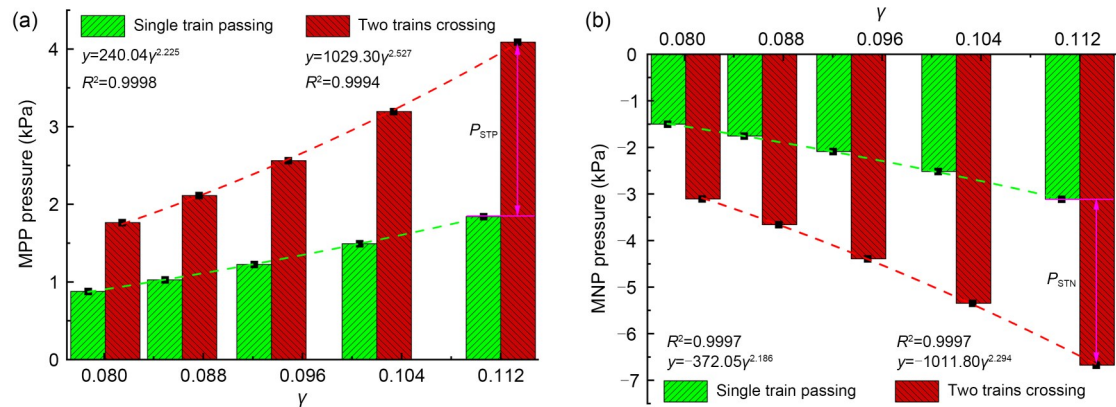 (a)
Single train passing
Two trains crossing
y=240.04γ^2.225
y=1029.30γ^2.527
R²=0.9998
R²=0.9994
P_STP
MPP pressure (kPa)
4
3
2
1
0
0.080 0.088 0.096 0.104 0.112
γ
(b)
γ
0.080 0.088 0.096 0.104 0.112
0
−1
−2
−3
−4
−5
−6
−7
MNP pressure (kPa)
P_STN
R²=0.9997
R²=0.9997
y=−372.05γ^2.186
y=−1011.80γ^2.294
Single train passing
Two trains crossing